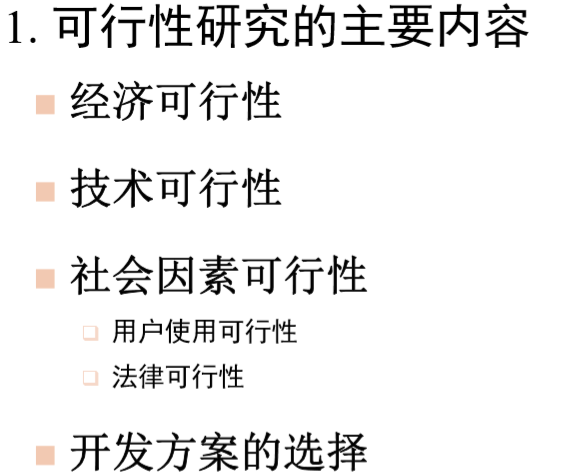 1. 可行性研究的主要内容
经济可行性
技术可行性
社会因素可行性
用户使用可行性
法律可行性
开发方案的选择